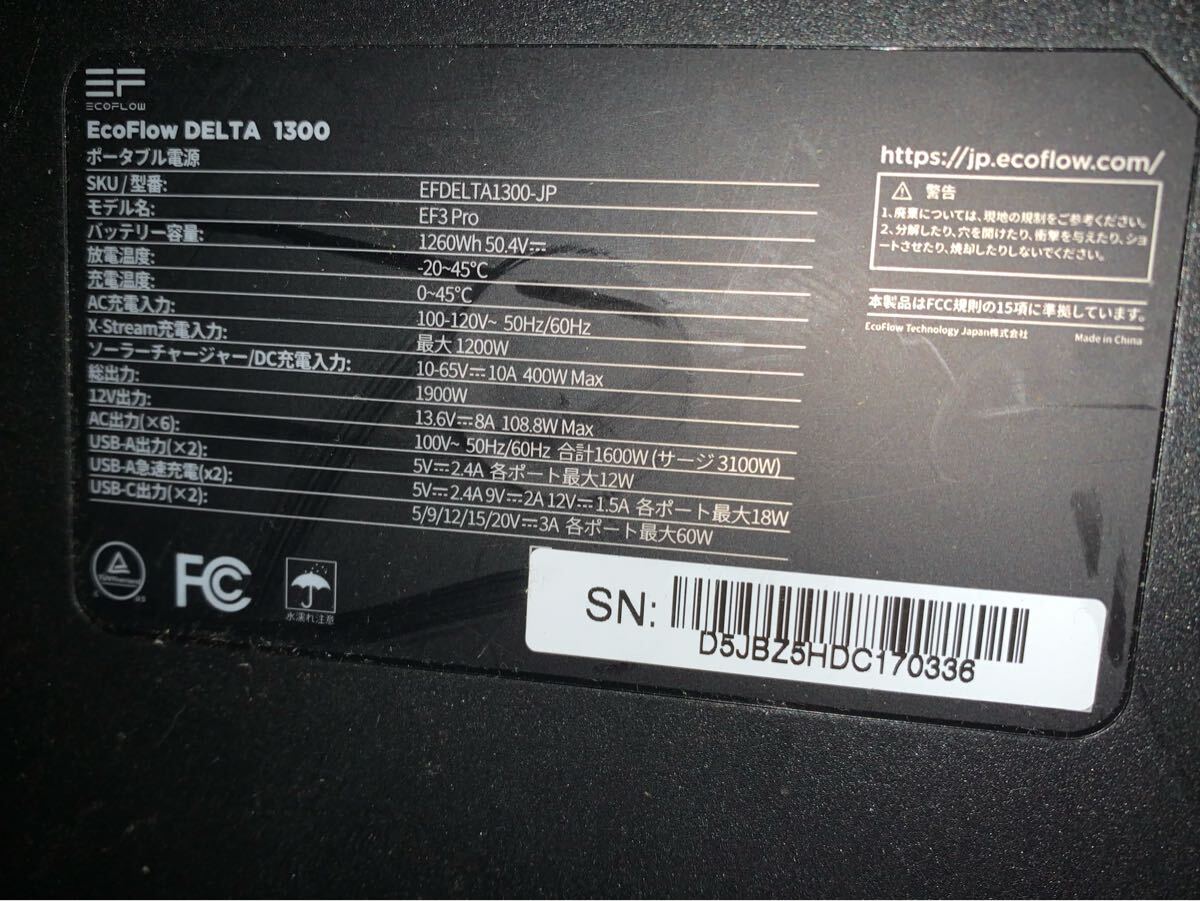 EF
ECOFLOW
EcoFlow DELTA 1300
ポータブル電源
SKU/型番: EFDELTA1300-JP
モデル名: EF3 Pro
バッテリー容量: 1260Wh 50.4V⎓
放電温度: -20~45°C
充電温度: 0~45°C
AC充電入力: 100-120V~ 50Hz/60Hz
X-Stream充電入力: 最大1200W
ソーラーチャージャー/DC充電入力: 10-65V⎓10A 400W Max
総出力: 1900W
12V出力: 13.6V⎓8A 108.8W Max
AC出力(×6): 100V~ 50Hz/60Hz 合計1600W (サージ3100W)
USB-A出力(×2): 5V⎓2.4A 各ポート最大12W
USB-A急速充電(x2): 5V⎓2.4A 9V⎓2A 12V⎓1.5A 各ポート最大18W
USB-C出力(×2): 5/9/12/15/20V⎓3A 各ポート最大60W
https://jp.ecoflow.com/
警告
1、廃棄については、現地の規制をご参考ください。
2、分解したり、穴を開けたり、衝撃を与えたり、ショ
ートさせたり、焼却したりしないでください。
本製品はFCC規則の15項に準拠しています。
EcoFlow Technology Japan株式会社 Made in China
FC
水濡れ注意
SN:
D5JBZ5HDC170336